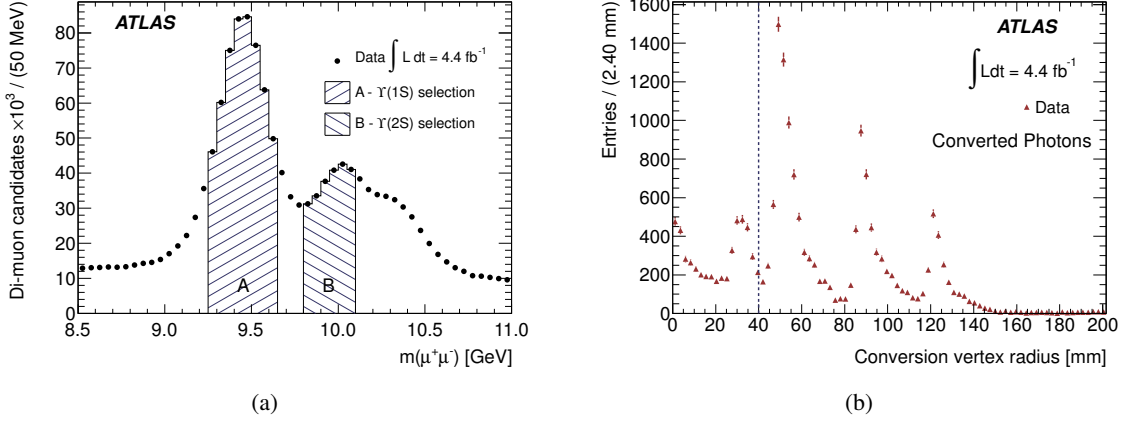 ATLAS
Data ∫ L dt = 4.4 fb⁻¹
A - ϒ(1S) selection
B - ϒ(2S) selection
Di-muon candidates ×10³ / (50 MeV)
80
70
60
50
40
30
20
10
0
A
B
8.5 9.0 9.5 10.0 10.5 11.0
m(μ⁺μ⁻) [GeV]
(a)
ATLAS
∫ Ldt = 4.4 fb⁻¹
Data
Converted Photons
Entries / (2.40 mm)
1600
1400
1200
1000
800
600
400
200
0
0 20 40 60 80 100 120 140 160 180 200
Conversion vertex radius [mm]
(b)